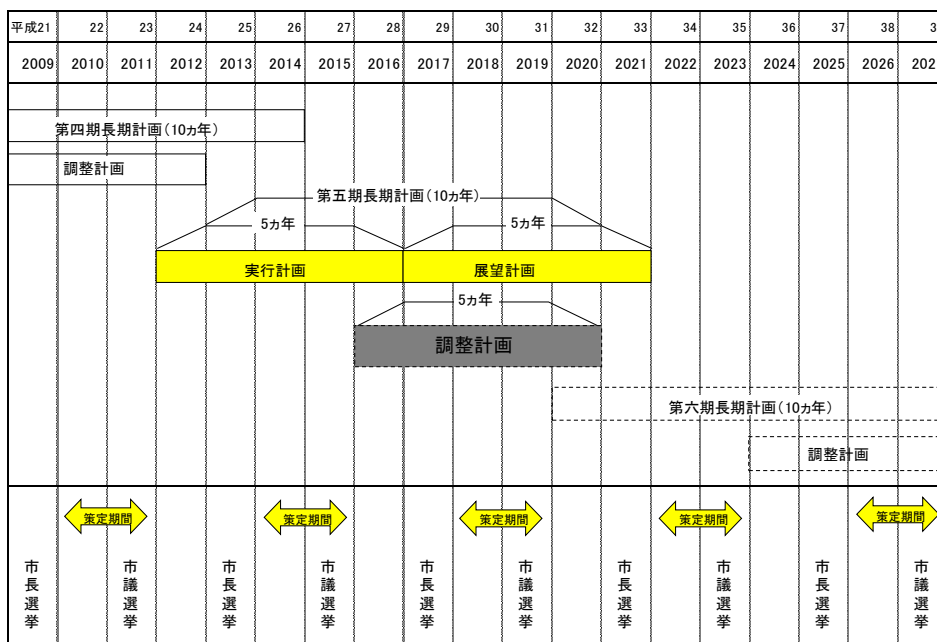 平成21 22 23 24 25 26 27 28 29 30 31 32 33 34 35 36 37 38 3
2009 2010 2011 2012 2013 2014 2015 2016 2017 2018 2019 2020 2021 2022 2023 2024 2025 2026 202
第四期長期計画(10ヵ年)
調整計画
第五期長期計画(10ヵ年)
5ヵ年 5ヵ年
実行計画 展望計画
5ヵ年
調整計画
第六期長期計画(10ヵ年)
調整計画
策定期間 策定期間 策定期間 策定期間 策定期間
市長選挙 市議選挙 市長選挙 市議選挙 市長選挙 市議選挙 市長選挙 市議選挙 市長選挙 市議選挙